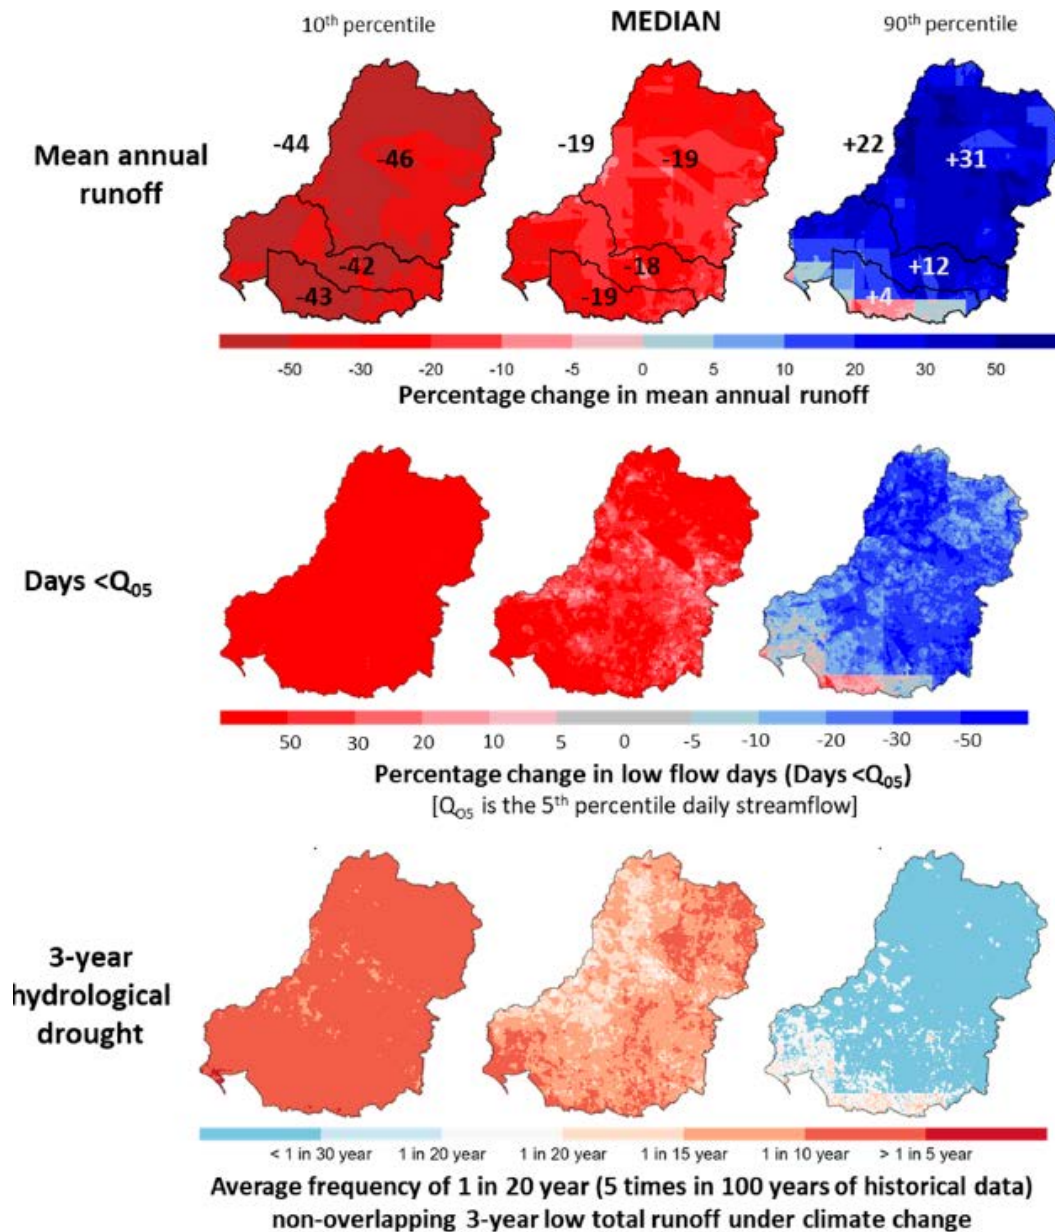 10th percentile MEDIAN 90th percentile
Mean annual runoff
-44 -46 -42 -43
-19 -19 -18 -19
+22 +31 +12 +4
-50 -30 -20 -10 -5 0 5 10 20 30 50
Percentage change in mean annual runoff
Days <Q05
50 30 20 10 5 0 -5 -10 -20 -30 -50
Percentage change in low flow days (Days <Q05)
[Q05 is the 5th percentile daily streamflow]
3-year
hydrological
drought
< 1 in 30 year 1 in 20 year 1 in 20 year 1 in 15 year 1 in 10 year > 1 in 5 year
Average frequency of 1 in 20 year (5 times in 100 years of historical data)
non-overlapping 3-year low total runoff under climate change